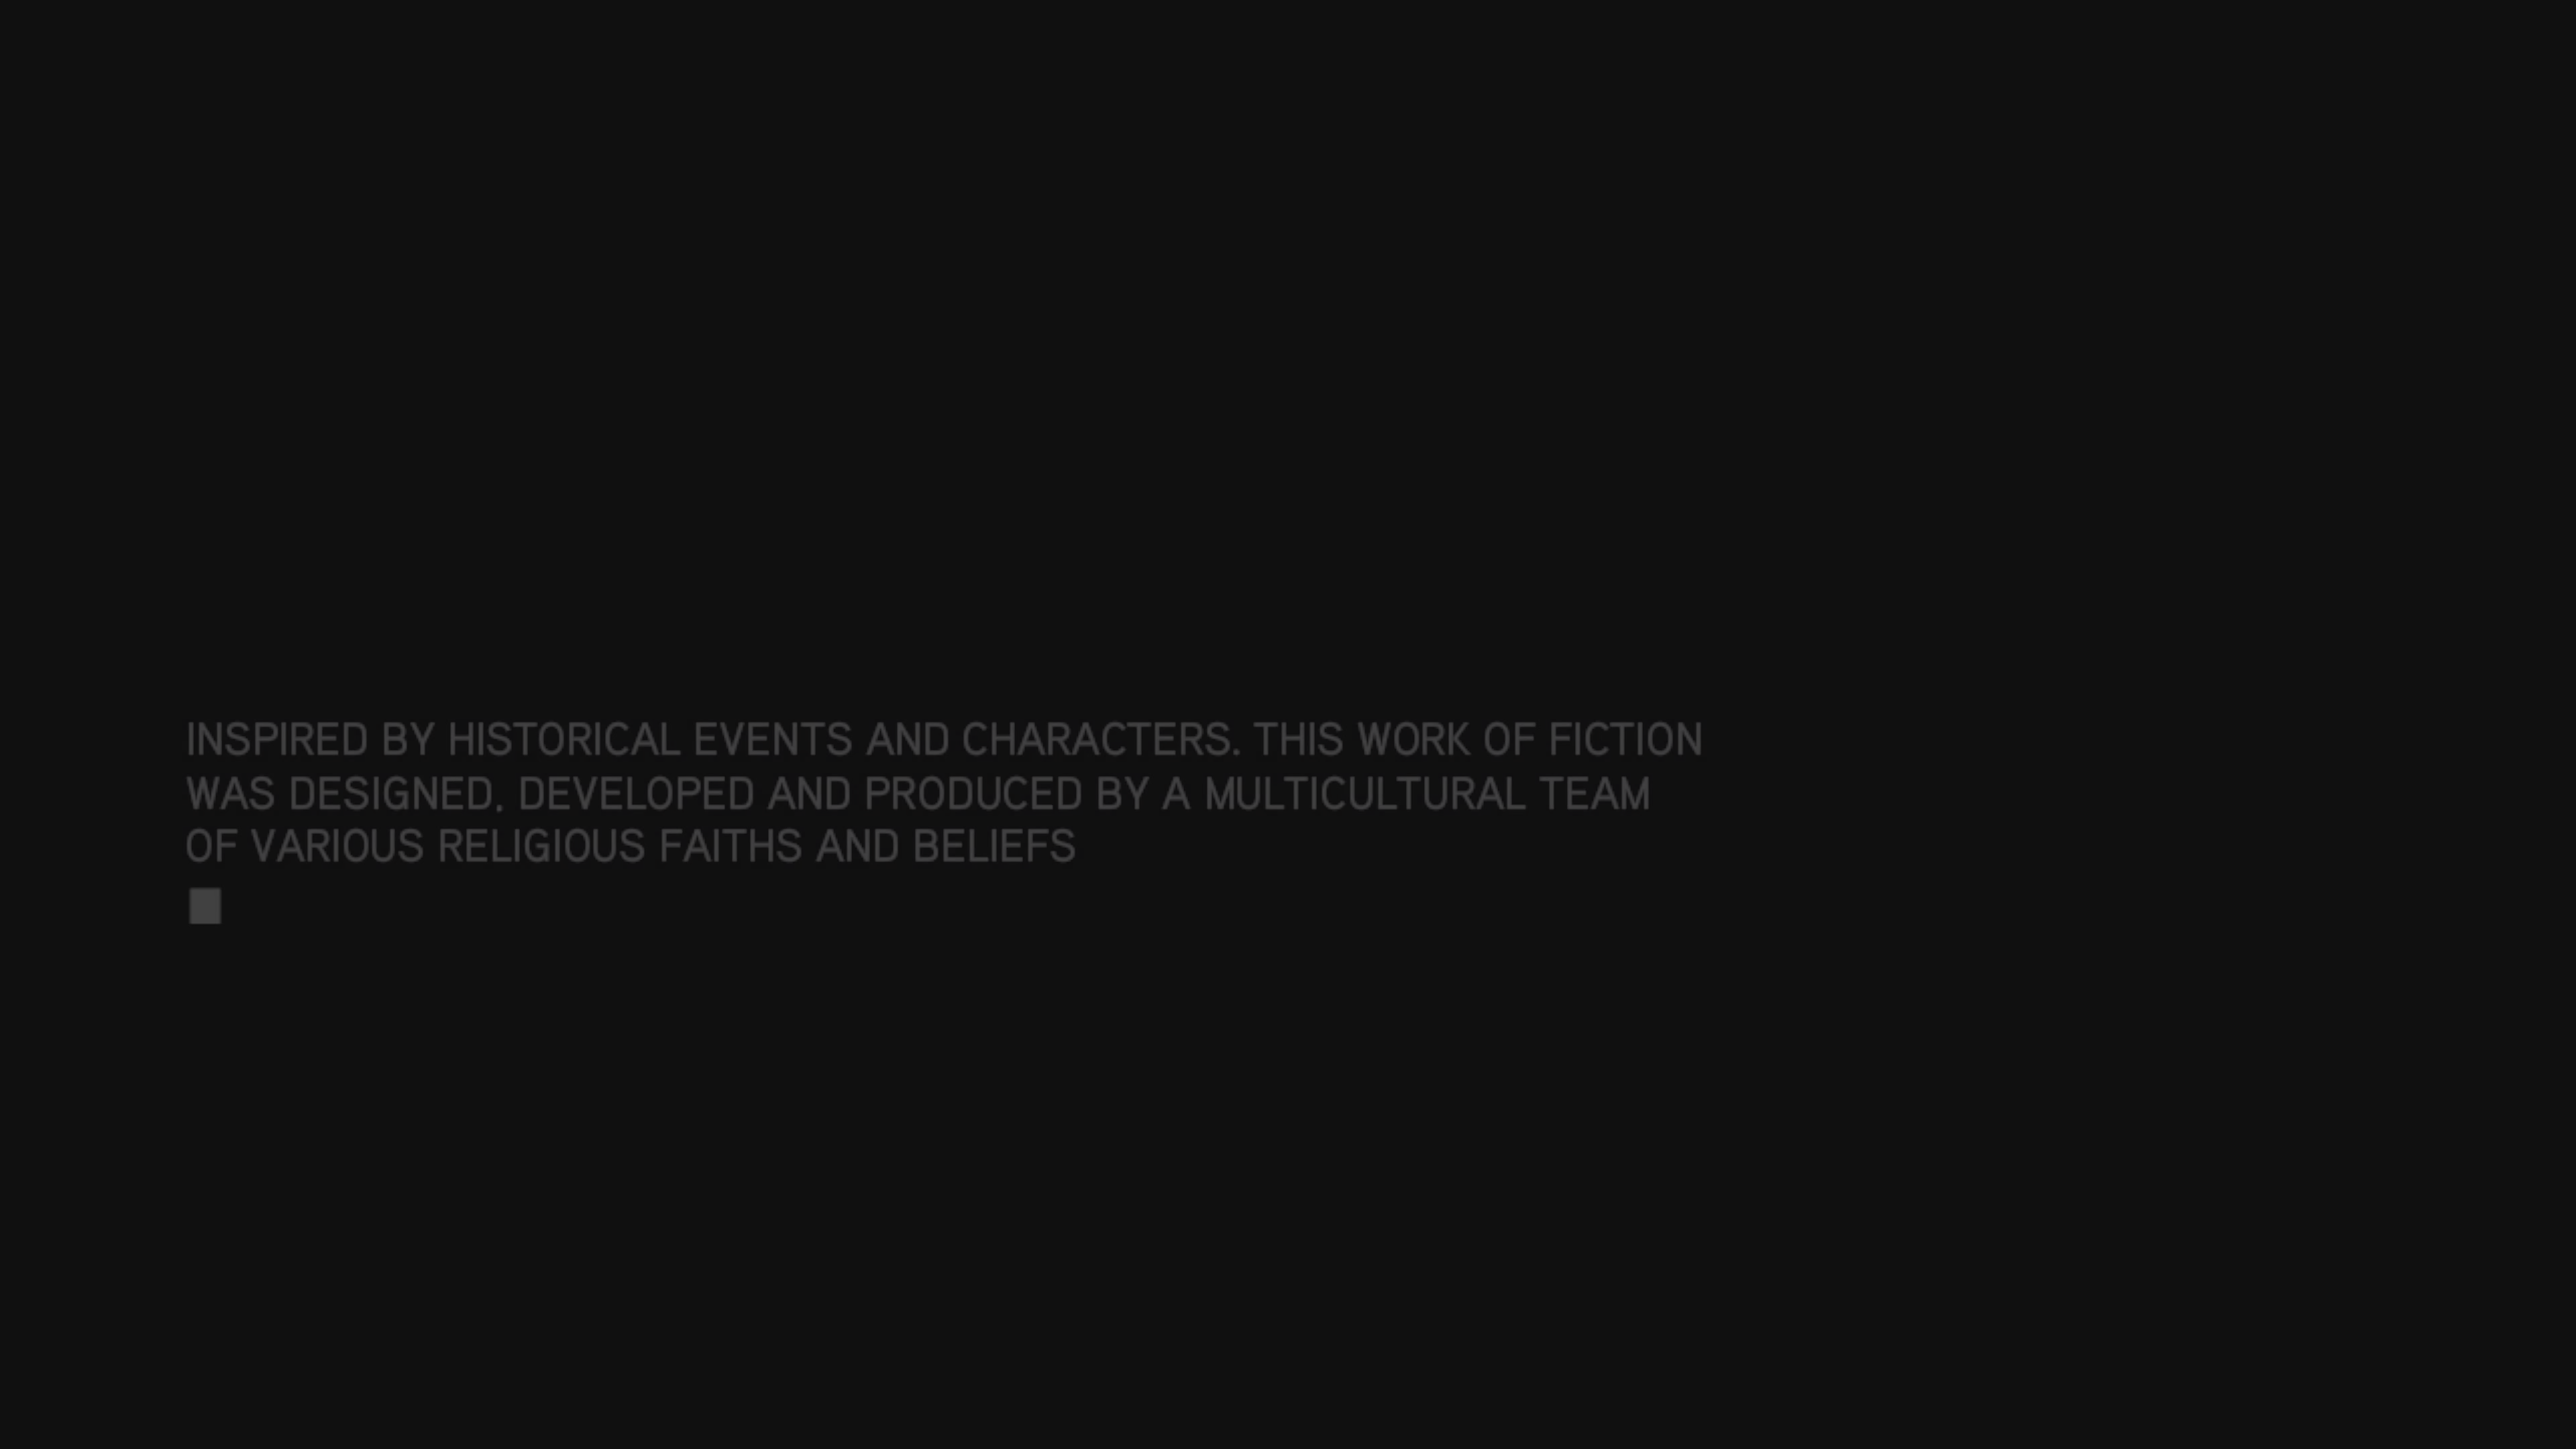 INSPIRED BY HISTORICAL EVENTS AND CHARACTERS. THIS WORK OF FICTION
WAS DESIGNED, DEVELOPED AND PRODUCED BY A MULTICULTURAL TEAM
OF VARIOUS RELIGIOUS FAITHS AND BELIEFS